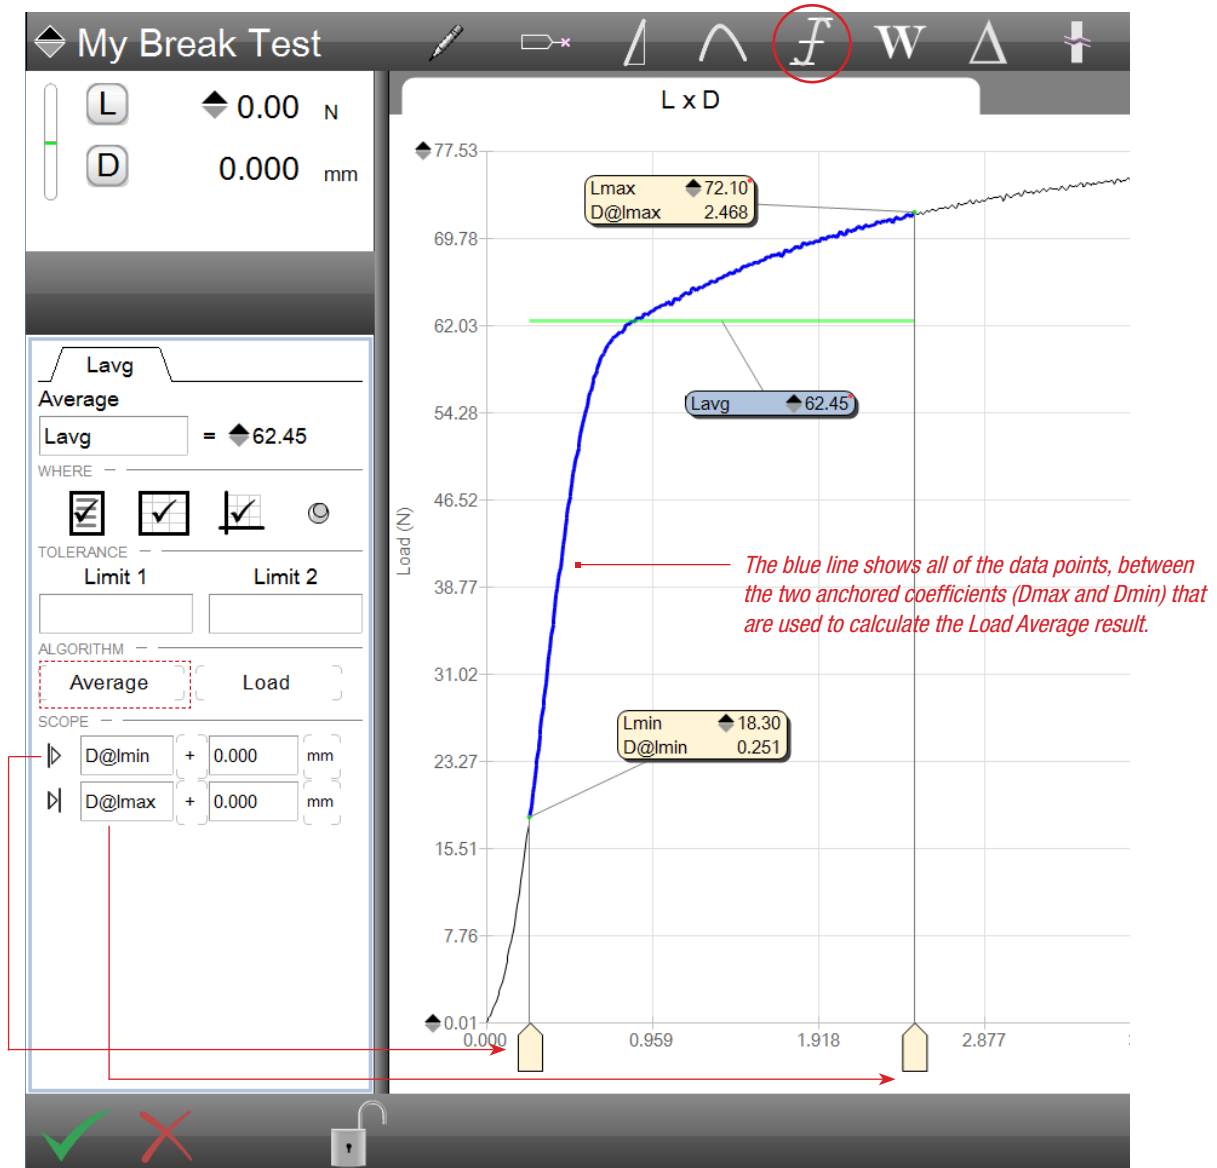 My Break Test
W
L 0.00 N
D 0.000 mm
L x D
Lavg
Average
Lavg = 62.45
WHERE
TOLERANCE
Limit 1 Limit 2
ALGORITHM
Average Load
SCOPE
D@lmin + 0.000 mm
D@lmax + 0.000 mm
77.53
69.78
62.03
54.28
46.52
38.77
31.02
23.27
15.51
7.76
0.01
Load (N)
Lmax 72.10
D@lmax 2.468
Lavg 62.45
The blue line shows all of the data points, between
the two anchored coefficients (Dmax and Dmin) that
are used to calculate the Load Average result.
Lmin 18.30
D@lmin 0.251
0.000 0.959 1.918 2.877